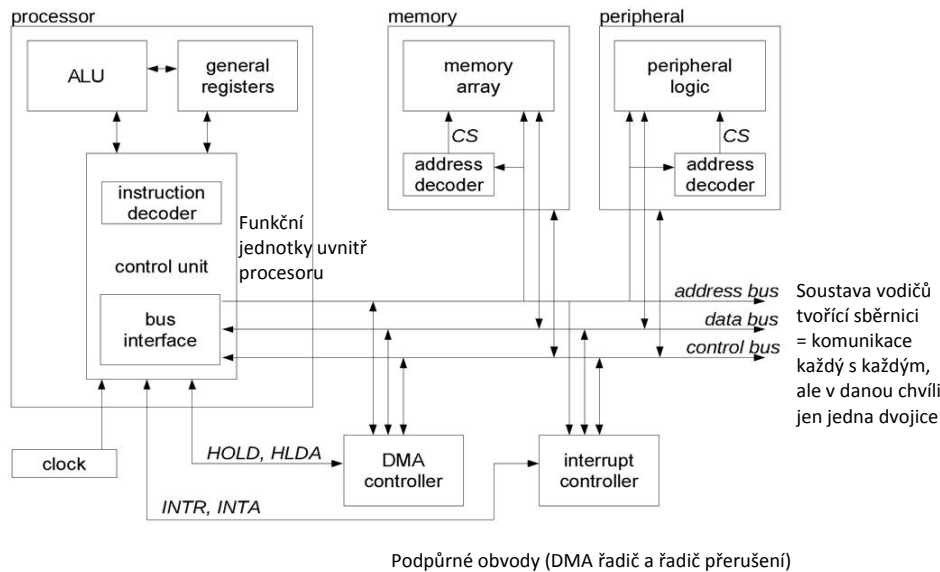 processor
memory
peripheral
ALU
general
registers
memory
array
peripheral
logic
CS
CS
address
decoder
address
decoder
instruction
decoder
Funkční
jednotky uvnitř
procesoru
control unit
bus
interface
address bus
data bus
control bus
Soustava vodičů
tvořící sběrnici
= komunikace
každý s každým,
ale v danou chvíli
jen jedna dvojice
clock
HOLD, HLDA
DMA
controller
interrupt
controller
INTR, INTA
Podpůrné obvody (DMA řadič a řadič přerušení)